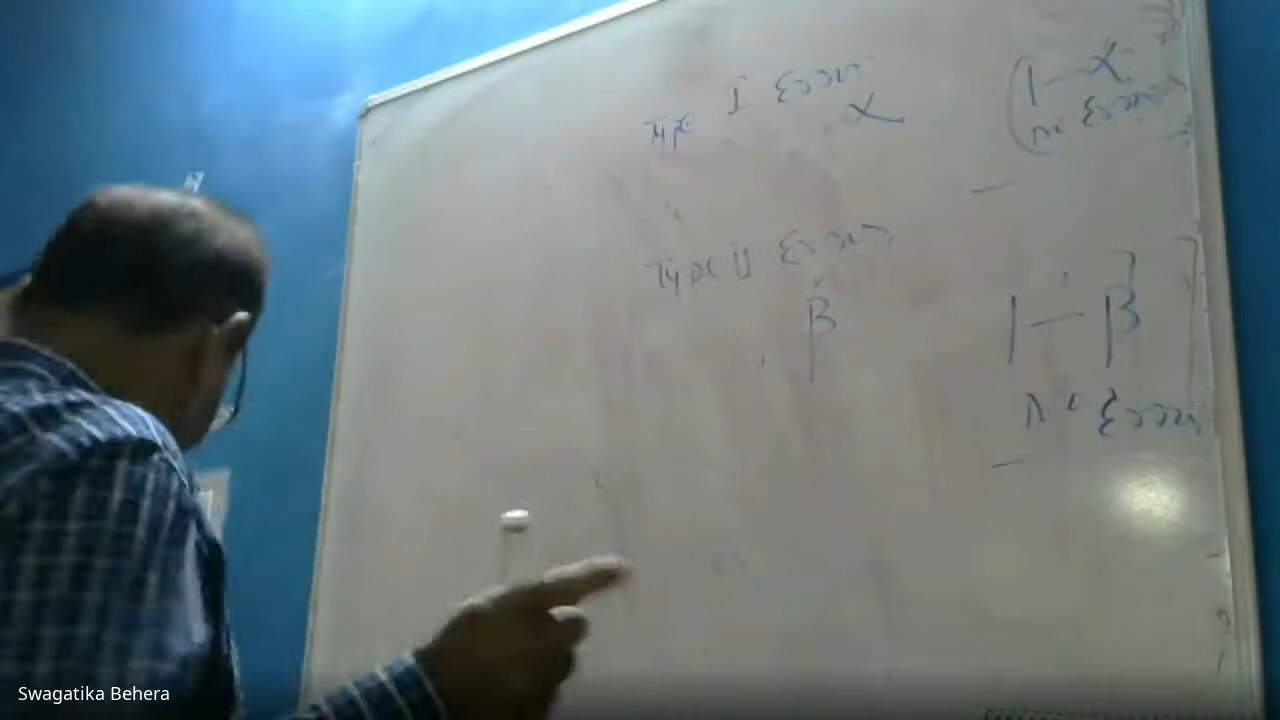 Type I Error
α
(1-α
no Error)
Type II Error
β
1-β]
no Error
Swagatika Behera